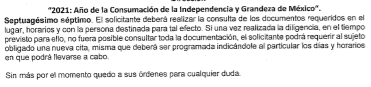 "2021: Año de la Consumación de la Independencia y Grandeza de México".
Septuagésimo séptimo. El solicitante deberá realizar la consulta de los documentos requeridos en el
lugar, horarios y con la persona destinada para tal efecto. Si una vez realizada la diligencia, en el tiempo
previsto para ello, no fuera posible consultar toda la documentación, el solicitante podrá requerir al sujeto
obligado una nueva cita, misma que deberá ser programada indicándole al particular los días y horarios
en que podrá llevarse a cabo.
Sin más por el momento quedo a sus órdenes para cualquier duda.